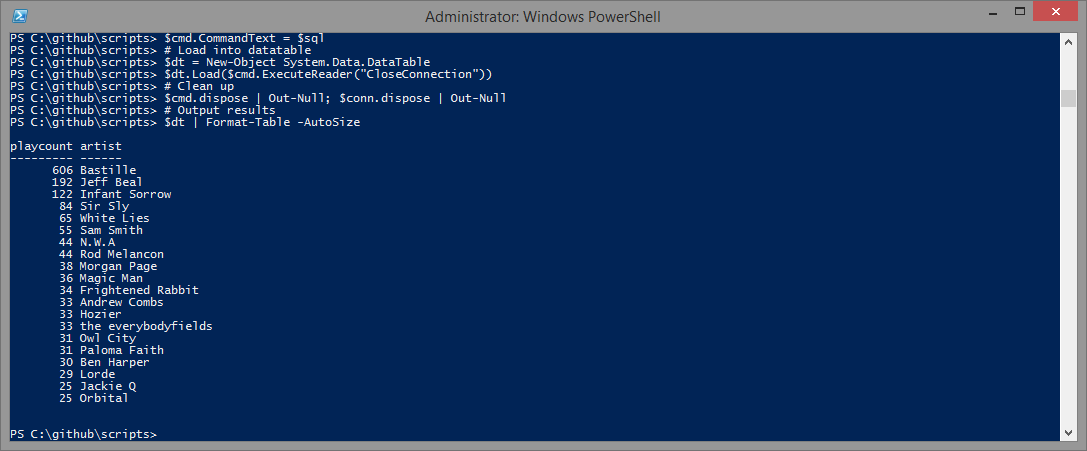 Administrator: Windows PowerShell
PS C:\github\scripts> $cmd.CommandText = $sql
PS C:\github\scripts> # Load into datatable
PS C:\github\scripts> $dt = New-Object System.Data.DataTable
PS C:\github\scripts> $dt.Load($cmd.ExecuteReader("CloseConnection"))
PS C:\github\scripts> # Clean up
PS C:\github\scripts> $cmd.dispose | Out-Null; $conn.dispose | Out-Null
PS C:\github\scripts> # Output results
PS C:\github\scripts> $dt | Format-Table -AutoSize
playcount artist
--------- ------
606 Bastille
192 Jeff Beal
122 Infant Sorrow
84 Sir Sly
65 White Lies
55 Sam Smith
44 N.W.A
44 Rod Melancon
38 Morgan Page
36 Magic Man
34 Frightened Rabbit
33 Andrew Combs
33 Hozier
33 the everybodyfields
31 Owl City
31 Paloma Faith
30 Ben Harper
29 Lorde
25 Jackie Q
25 Orbital
PS C:\github\scripts>